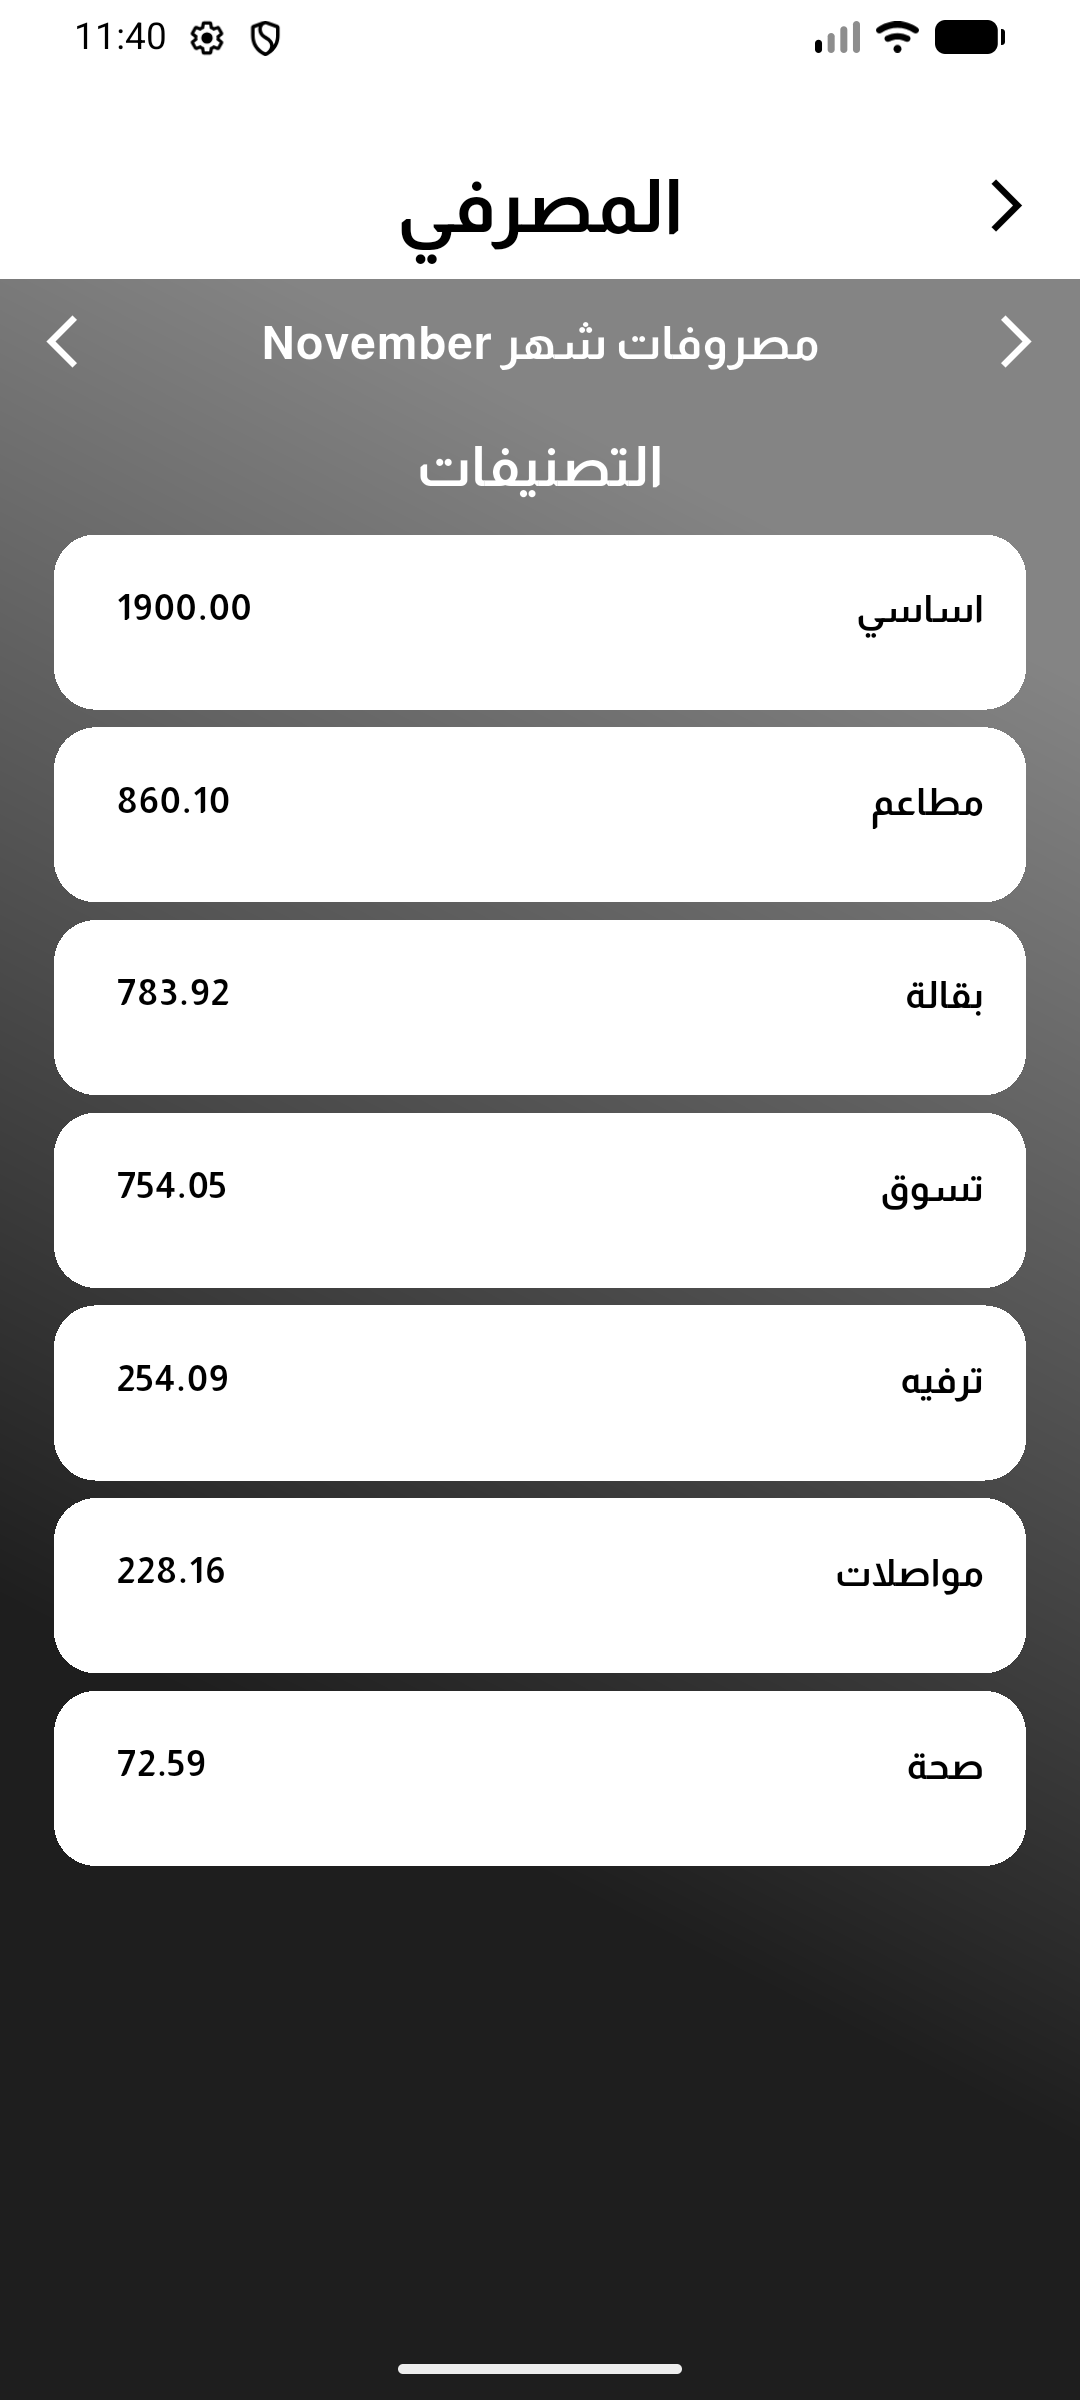 11:40
المصرفي
مصروفات شهر November
التصنيفات
اساسي 1900.00
مطاعم 860.10
بقالة 783.92
تسوق 754.05
ترفيه 254.09
مواصلات 228.16
صحة 72.59